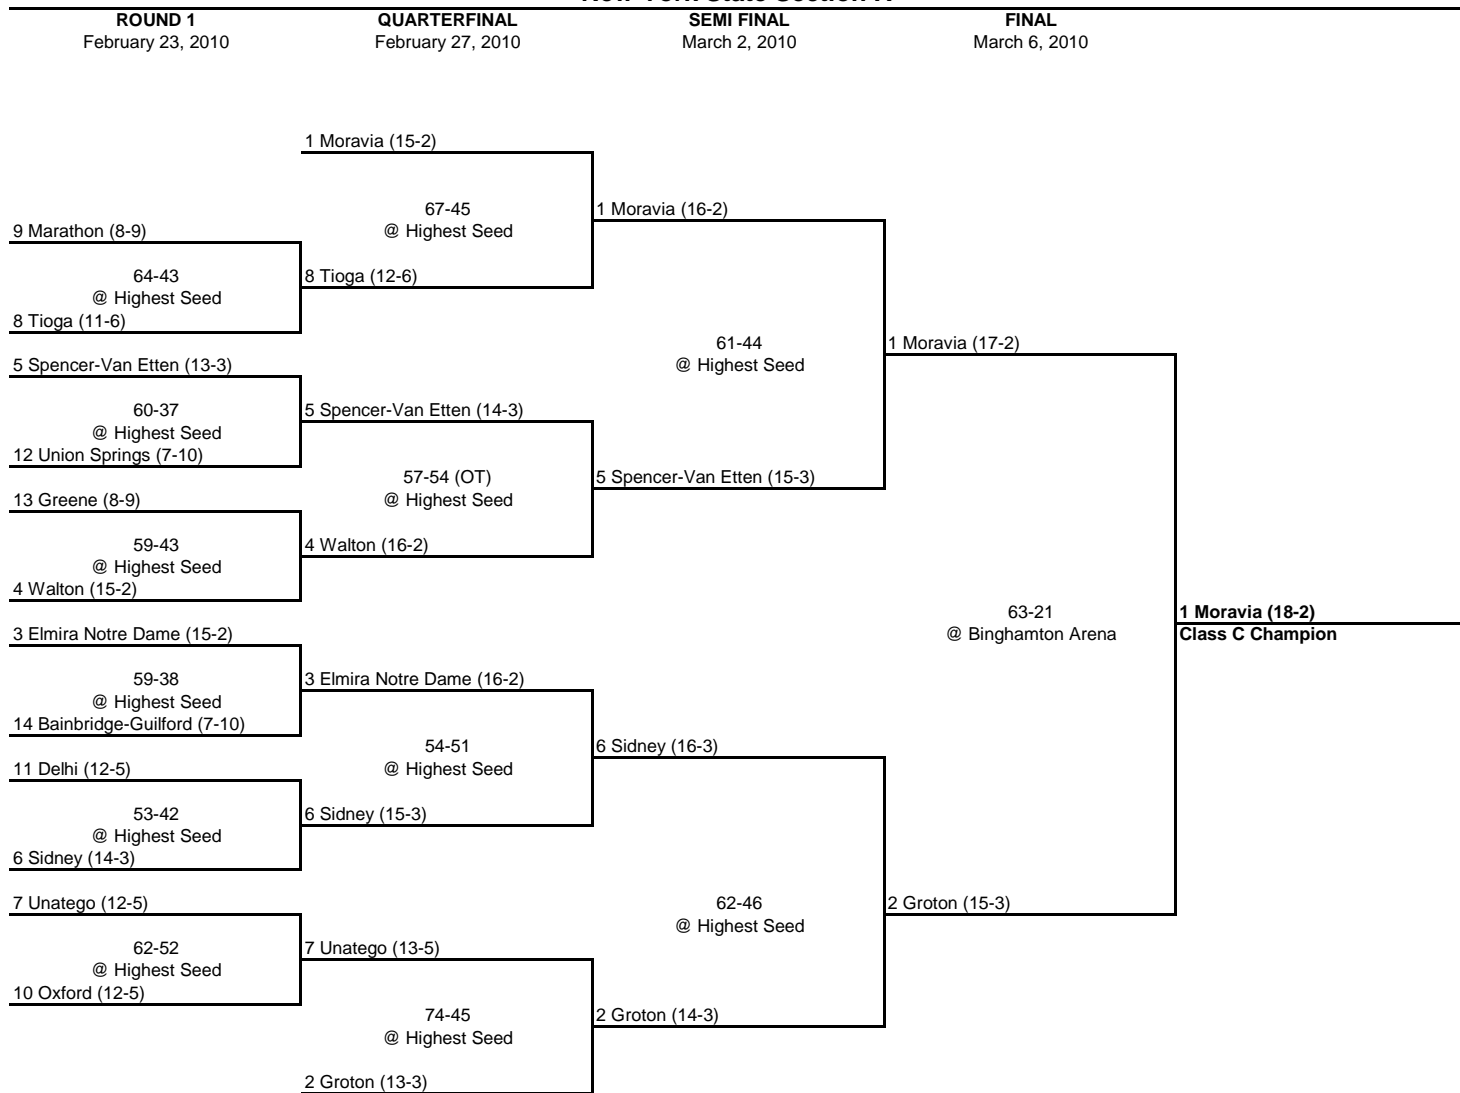 ROUND 1
February 23, 2010
QUARTERFINAL
February 27, 2010
SEMI FINAL
March 2, 2010
FINAL
March 6, 2010
9 Marathon (8-9)
64-43
@ Highest Seed
8 Tioga (11-6)
5 Spencer-Van Etten (13-3)
60-37
@ Highest Seed
12 Union Springs (7-10)
13 Greene (8-9)
59-43
@ Highest Seed
4 Walton (15-2)
3 Elmira Notre Dame (15-2)
59-38
@ Highest Seed
14 Bainbridge-Guilford (7-10)
11 Delhi (12-5)
53-42
@ Highest Seed
6 Sidney (14-3)
7 Unatego (12-5)
62-52
@ Highest Seed
10 Oxford (12-5)
1 Moravia (15-2)
67-45
@ Highest Seed
8 Tioga (12-6)
5 Spencer-Van Etten (14-3)
57-54 (OT)
@ Highest Seed
4 Walton (16-2)
3 Elmira Notre Dame (16-2)
54-51
@ Highest Seed
6 Sidney (15-3)
7 Unatego (13-5)
74-45
@ Highest Seed
2 Groton (13-3)
1 Moravia (16-2)
61-44
@ Highest Seed
5 Spencer-Van Etten (15-3)
6 Sidney (16-3)
62-46
@ Highest Seed
2 Groton (14-3)
1 Moravia (17-2)
63-21
@ Binghamton Arena
2 Groton (15-3)
1 Moravia (18-2)
Class C Champion